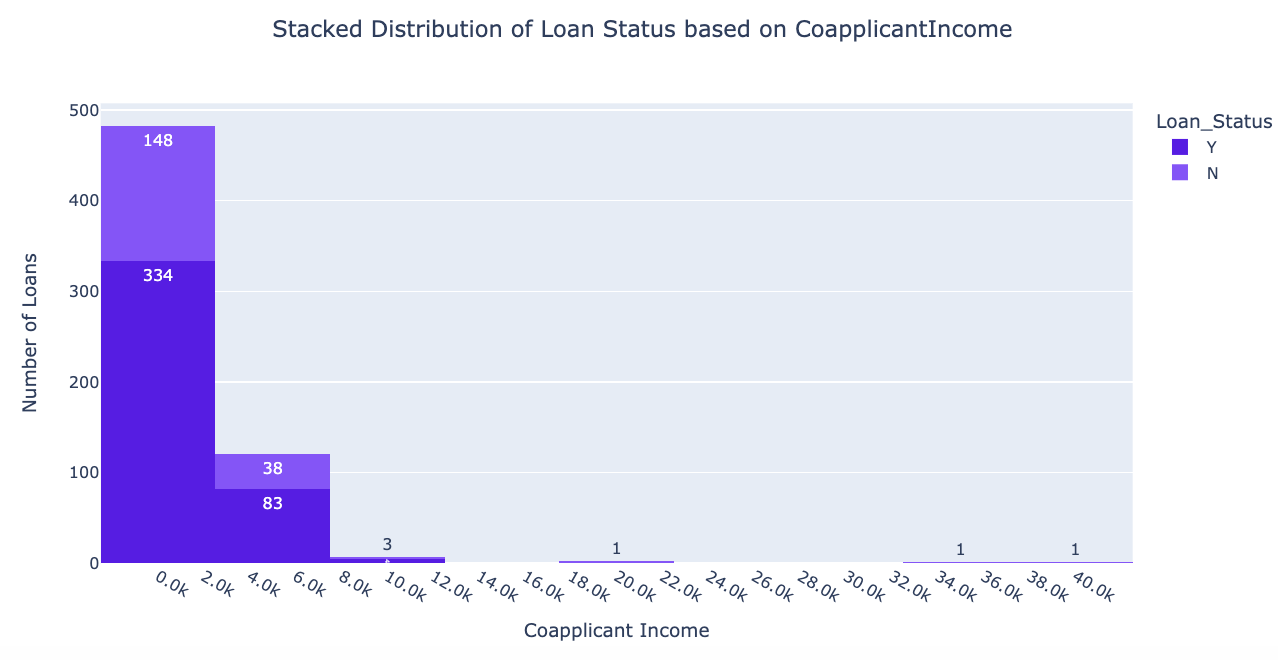 Stacked Distribution of Loan Status based on CoapplicantIncome
Loan_Status
Y
N
Number of Loans
500
400
300
200
100
0
148
334
38
83
3
1
1
1
0.0k
2.0k
4.0k
6.0k
8.0k
10.0k
12.0k
14.0k
16.0k
18.0k
20.0k
22.0k
24.0k
26.0k
28.0k
30.0k
32.0k
34.0k
36.0k
38.0k
40.0k
Coapplicant Income